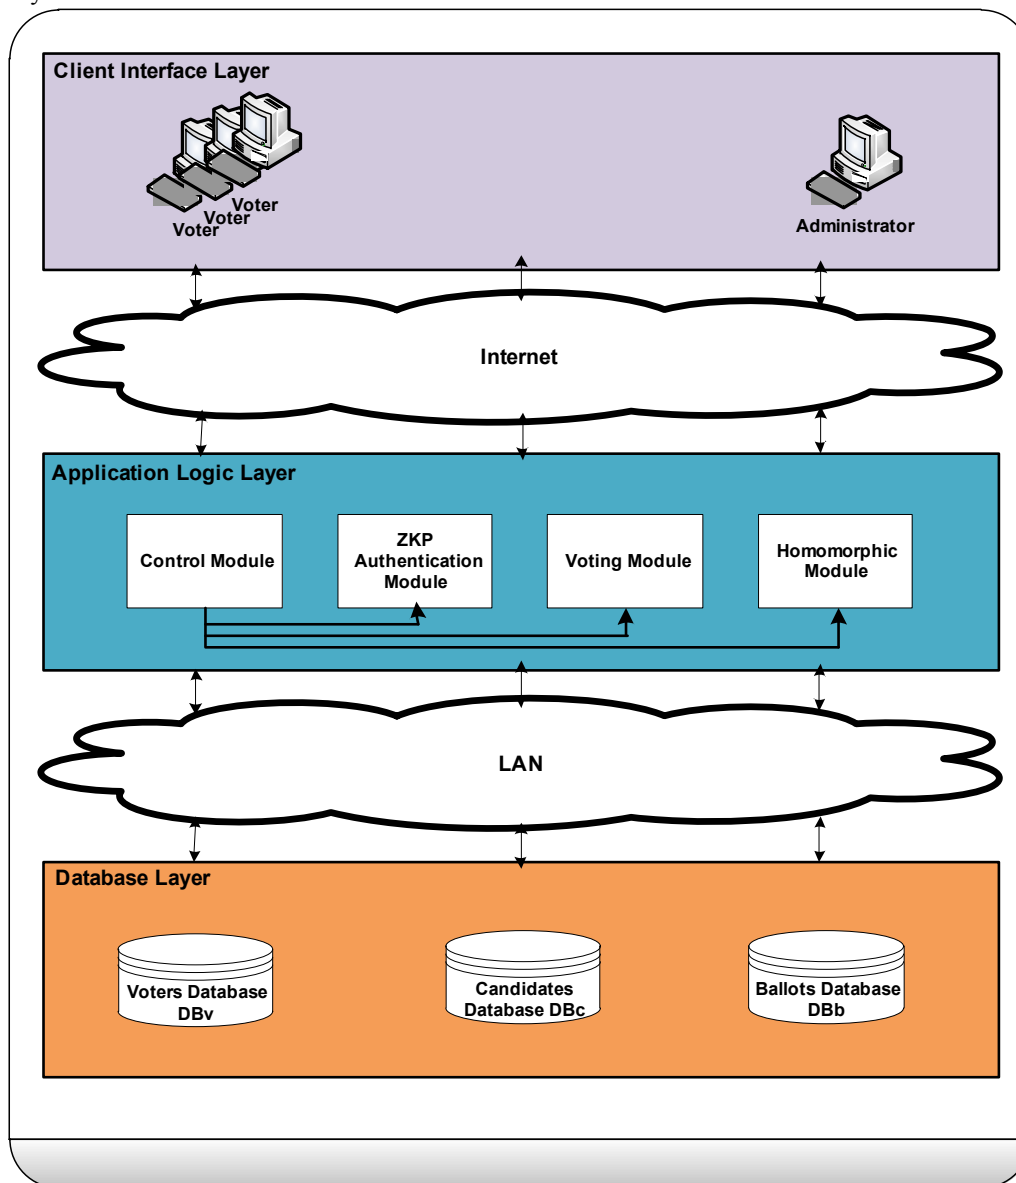 Client Interface Layer
Voter
Voter
Voter
Administrator
Internet
Application Logic Layer
Control Module
ZKP
Authentication
Module
Voting Module
Homomorphic
Module
LAN
Database Layer
Voters Database
DBv
Candidates
Database DBc
Ballots Database
DBb